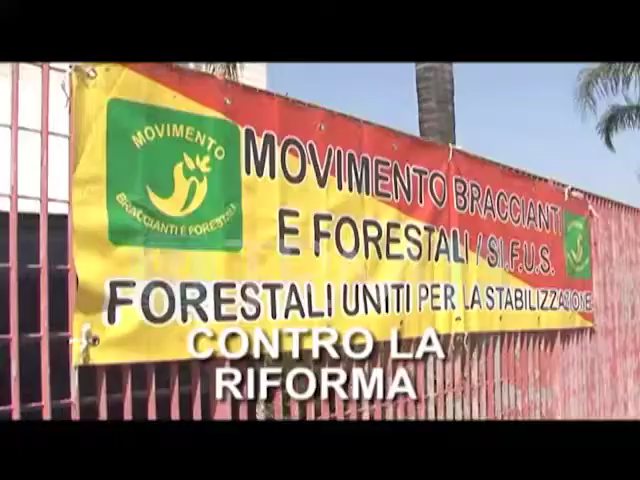 MOVIMENTO
BRACCIANTI E FORESTALI
MOVIMENTO BRACCIANTI
E FORESTALI / SI.F.U.S.
FORESTALI UNITI PER LA STABILIZZAZIONE
CONTRO LA
RIFORMA